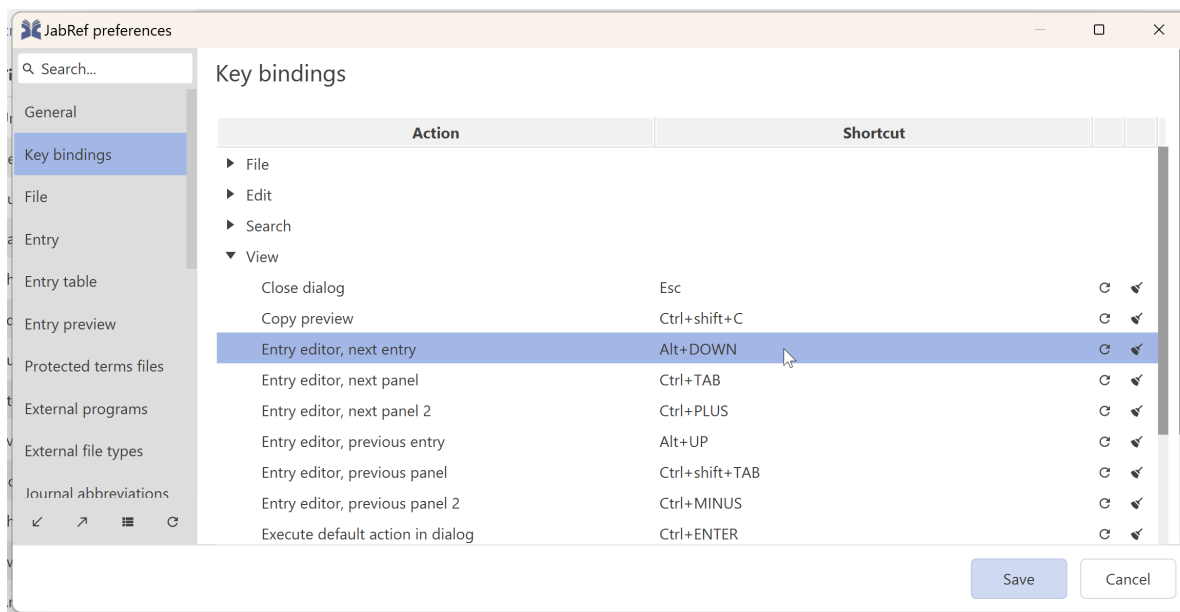 JabRef preferences
Search...
General
Key bindings
File
Entry
Entry table
Entry preview
Protected terms files
External programs
External file types
Journal abbreviations
Key bindings
Action Shortcut
File
Edit
Search
View
Close dialog Esc
Copy preview Ctrl+shift+C
Entry editor, next entry Alt+DOWN
Entry editor, next panel Ctrl+TAB
Entry editor, next panel 2 Ctrl+PLUS
Entry editor, previous entry Alt+UP
Entry editor, previous panel Ctrl+shift+TAB
Entry editor, previous panel 2 Ctrl+MINUS
Execute default action in dialog Ctrl+ENTER
Save Cancel